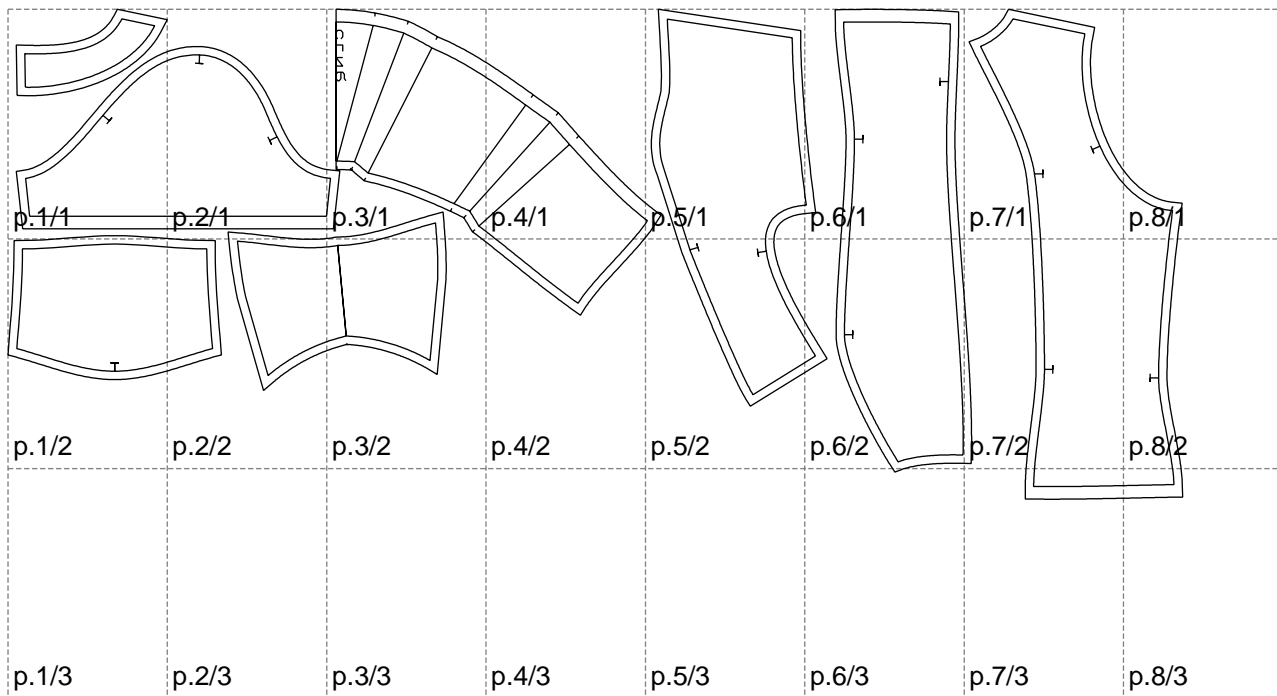 СГИБ
p.1/1 p.2/1 p.3/1 p.4/1 p.5/1 p.6/1 p.7/1 p.8/1
p.1/2 p.2/2 p.3/2 p.4/2 p.5/2 p.6/2 p.7/2 p.8/2
p.1/3 p.2/3 p.3/3 p.4/3 p.5/3 p.6/3 p.7/3 p.8/3